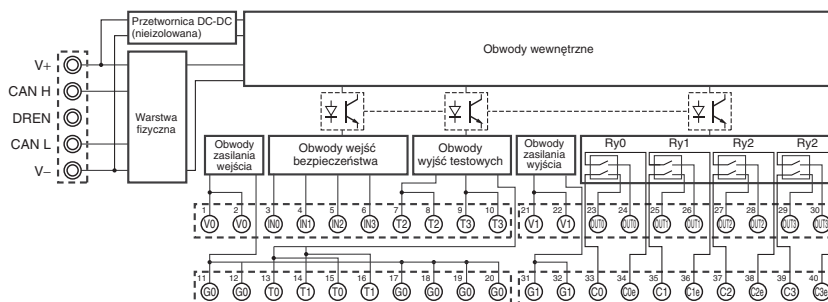 Przetwornica DC-DC
(nieizolowana)
Obwody wewnętrzne
V+
CAN H
DREN
CAN L
V–
Warstwa
fizyczna
Obwody
zasilania
wejścia
Obwody wejść
bezpieczeństwa
Obwody
wyjść testowych
Obwody
zasilania
wyjścia
Ry0 Ry1 Ry2 Ry2
1 2 3 4 5 6 7 8 9 10 21 22 23 24 25 26 27 28 29 30
V0 V0 IN0 IN1 IN2 IN3 T2 T2 T3 T3 V1 V1 OUT0 OUT0 OUT1 OUT1 OUT2 OUT2 OUT3 OUT3
11 12 13 14 15 16 17 18 19 20 31 32 33 34 35 36 37 38 39 40
G0 G0 T0 T1 T0 T1 G0 G0 G0 G0 G1 G1 C0 C0e C1 C1e C2 C2e C3 C3e